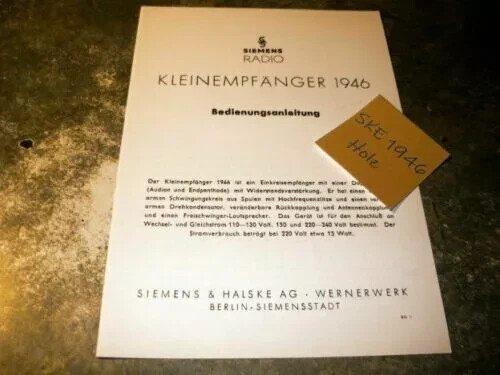 SIEMENS
RADIO
KLEINEMPFÄNGER 1946
Bedienungsanleitung
SKE 1946
Holz
Der Kleinempfänger 1946 ist ein Einkreisempfänger mit einer
(Audion und Endpenthode) mit Widerstandsverstärkung. Er hat einen
armen Schwingungskreis aus Spulen mit Hochfrequenzlitze und einen
armen Drehkondensator, veränderbare Rückkopplung und Antennenkopplung
und einen Freischwinger-Lautsprecher. Das Gerät ist für den Anschluß an
Wechsel- und Gleichstrom 110—130 Volt, 150 und 220—240 Volt bestimmt. Der
Stromverbrauch beträgt bei 220 Volt etwa 15 Watt.
SIEMENS & HALSKE AG · WERNERWERK
BERLIN-SIEMENSSTADT